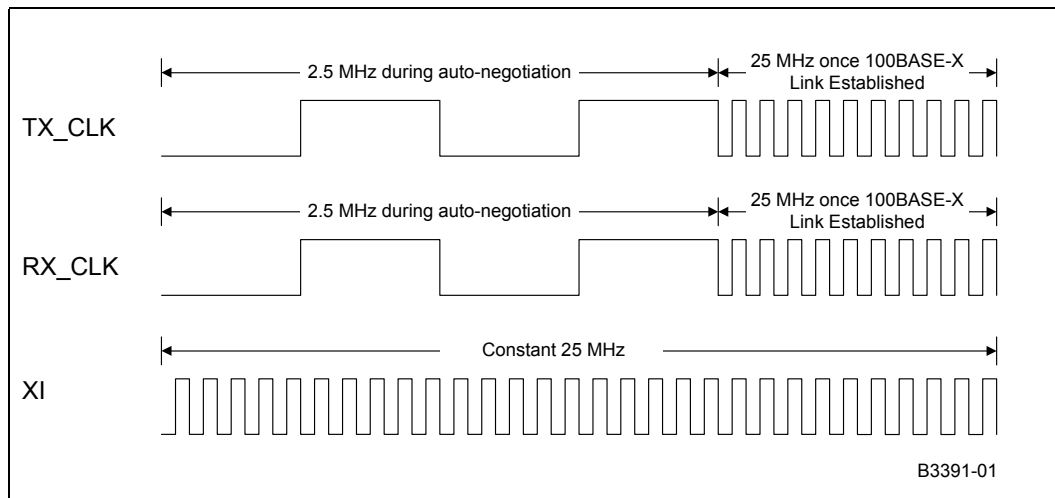 2.5 MHz during auto-negotiation
25 MHz once 100BASE-X
Link Established
TX_CLK
2.5 MHz during auto-negotiation
25 MHz once 100BASE-X
Link Established
RX_CLK
Constant 25 MHz
XI
B3391-01